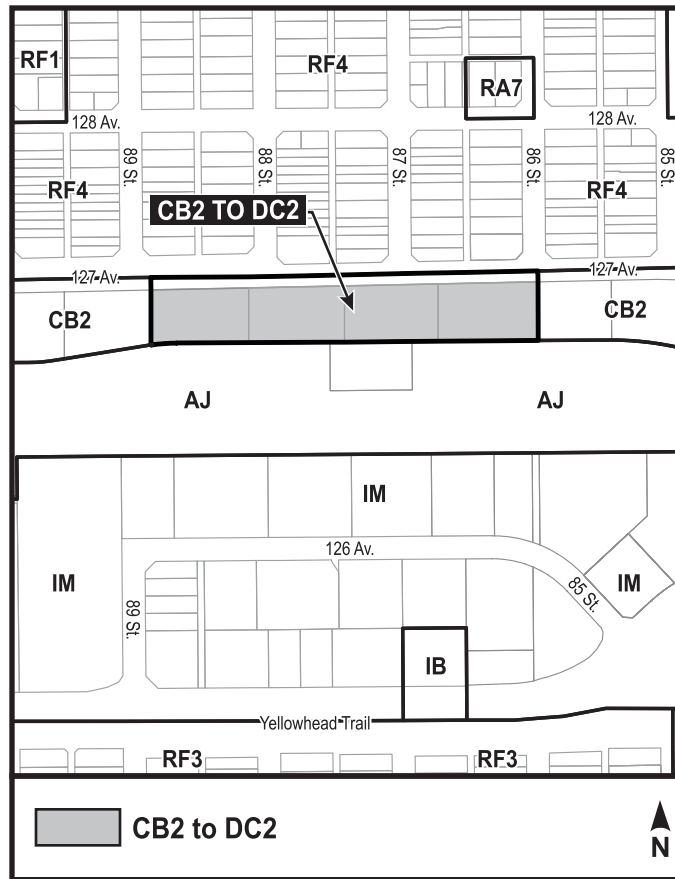 RF1
RF4
RA7
128 Av.
128 Av.
89 St.
88 St.
87 St.
86 St.
85 St.
RF4
RF4
CB2 TO DC2
127 Av.
127 Av.
CB2
CB2
AJ
AJ
IM
126 Av.
IM
89 St.
85 St.
IM
IB
Yellowhead Trail
RF3
RF3
CB2 to DC2
N